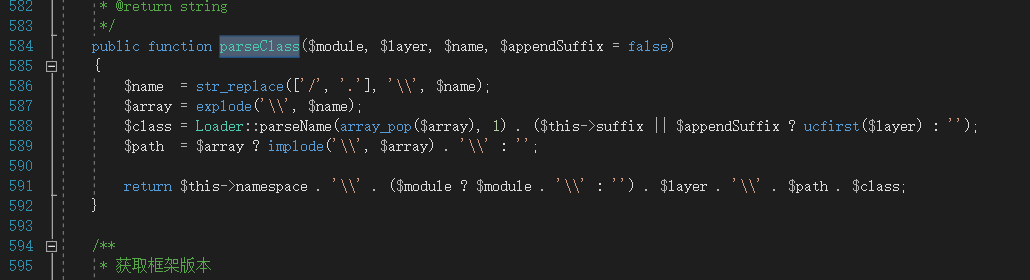 582 * @return string
583 */
584 public function parseClass($module, $layer, $name, $appendSuffix = false)
585 {
586 $name  = str_replace(['/', '.'], '\\', $name);
587 $array = explode('\\', $name);
588 $class = Loader::parseName(array_pop($array), 1) . ($this->suffix || $appendSuffix ? ucfirst($layer) : '');
589 $path  = $array ? implode('\\', $array) . '\\' : '';
590
591 return $this->namespace . '\\' . ($module ? $module . '\\' : '') . $layer . '\\' . $path . $class;
592 }
593
594 /**
595 * 获取框架版本